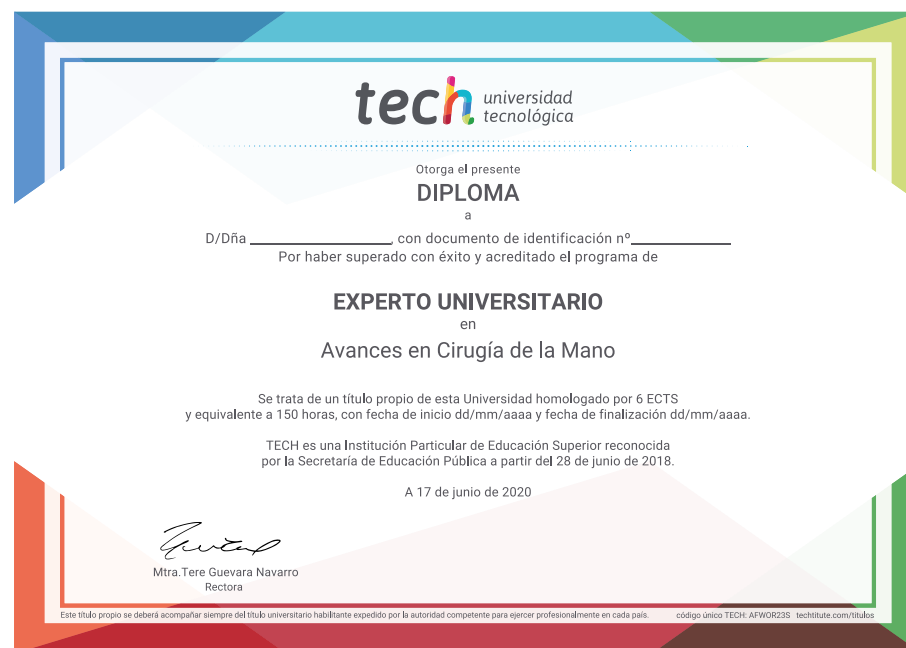 tech universidad
tecnológica
Otorga el presente
DIPLOMA
a
D/Dña ____________________, con documento de identificación nº______________
Por haber superado con éxito y acreditado el programa de
EXPERTO UNIVERSITARIO
en
Avances en Cirugía de la Mano
Se trata de un título propio de esta Universidad homologado por 6 ECTS
y equivalente a 150 horas, con fecha de inicio dd/mm/aaaa y fecha de finalización dd/mm/aaaa.
TECH es una Institución Particular de Educación Superior reconocida
por la Secretaría de Educación Pública a partir del 28 de junio de 2018.
A 17 de junio de 2020
Mtra.Tere Guevara Navarro
Rectora
Este título propio se deberá acompañar siempre del título universitario habilitante expedido por la autoridad competente para ejercer profesionalmente en cada país. código único TECH: AFWOR23S techtitute.com/titulos